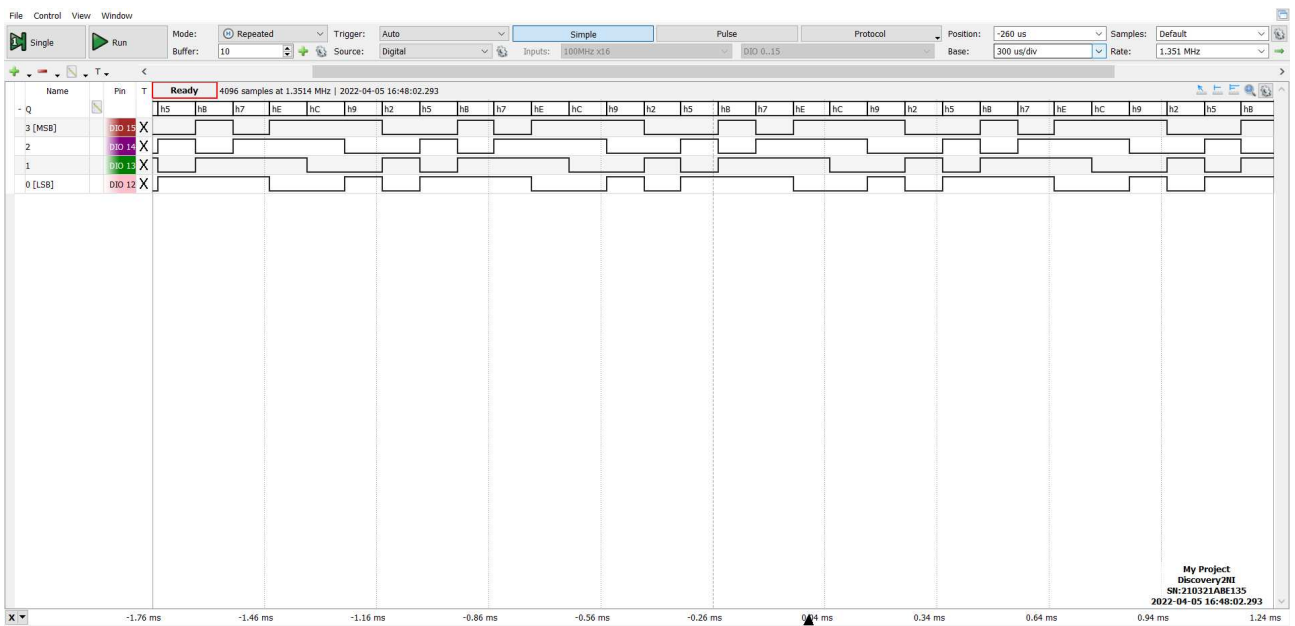 File Control View Window
Single Run Mode: Repeated Trigger: Auto Simple Pulse Protocol Position: -260 us Samples: Default
Buffer: 10 Source: Digital Inputs: 100MHz x16 DIO 0..15 Base: 300 us/div Rate: 1.351 MHz
T
Name Pin T Ready 4096 samples at 1.3514 MHz | 2022-04-05 16:48:02.293
- Q h5 hB h7 hE hC h9 h2 h5 hB h7 hE hC h9 h2 h5 hB h7 hE hC h9 h2 h5 hB h7 hE hC h9 h2 h5 hB
3 [MSB] DIO 15 X
2 DIO 14 X
1 DIO 13 X
0 [LSB] DIO 12 X
My Project
Discovery2NI
SN:210321ABE135
2022-04-05 16:48:02.293
X -1.76 ms -1.46 ms -1.16 ms -0.86 ms -0.56 ms -0.26 ms 0.04 ms 0.34 ms 0.64 ms 0.94 ms 1.24 ms